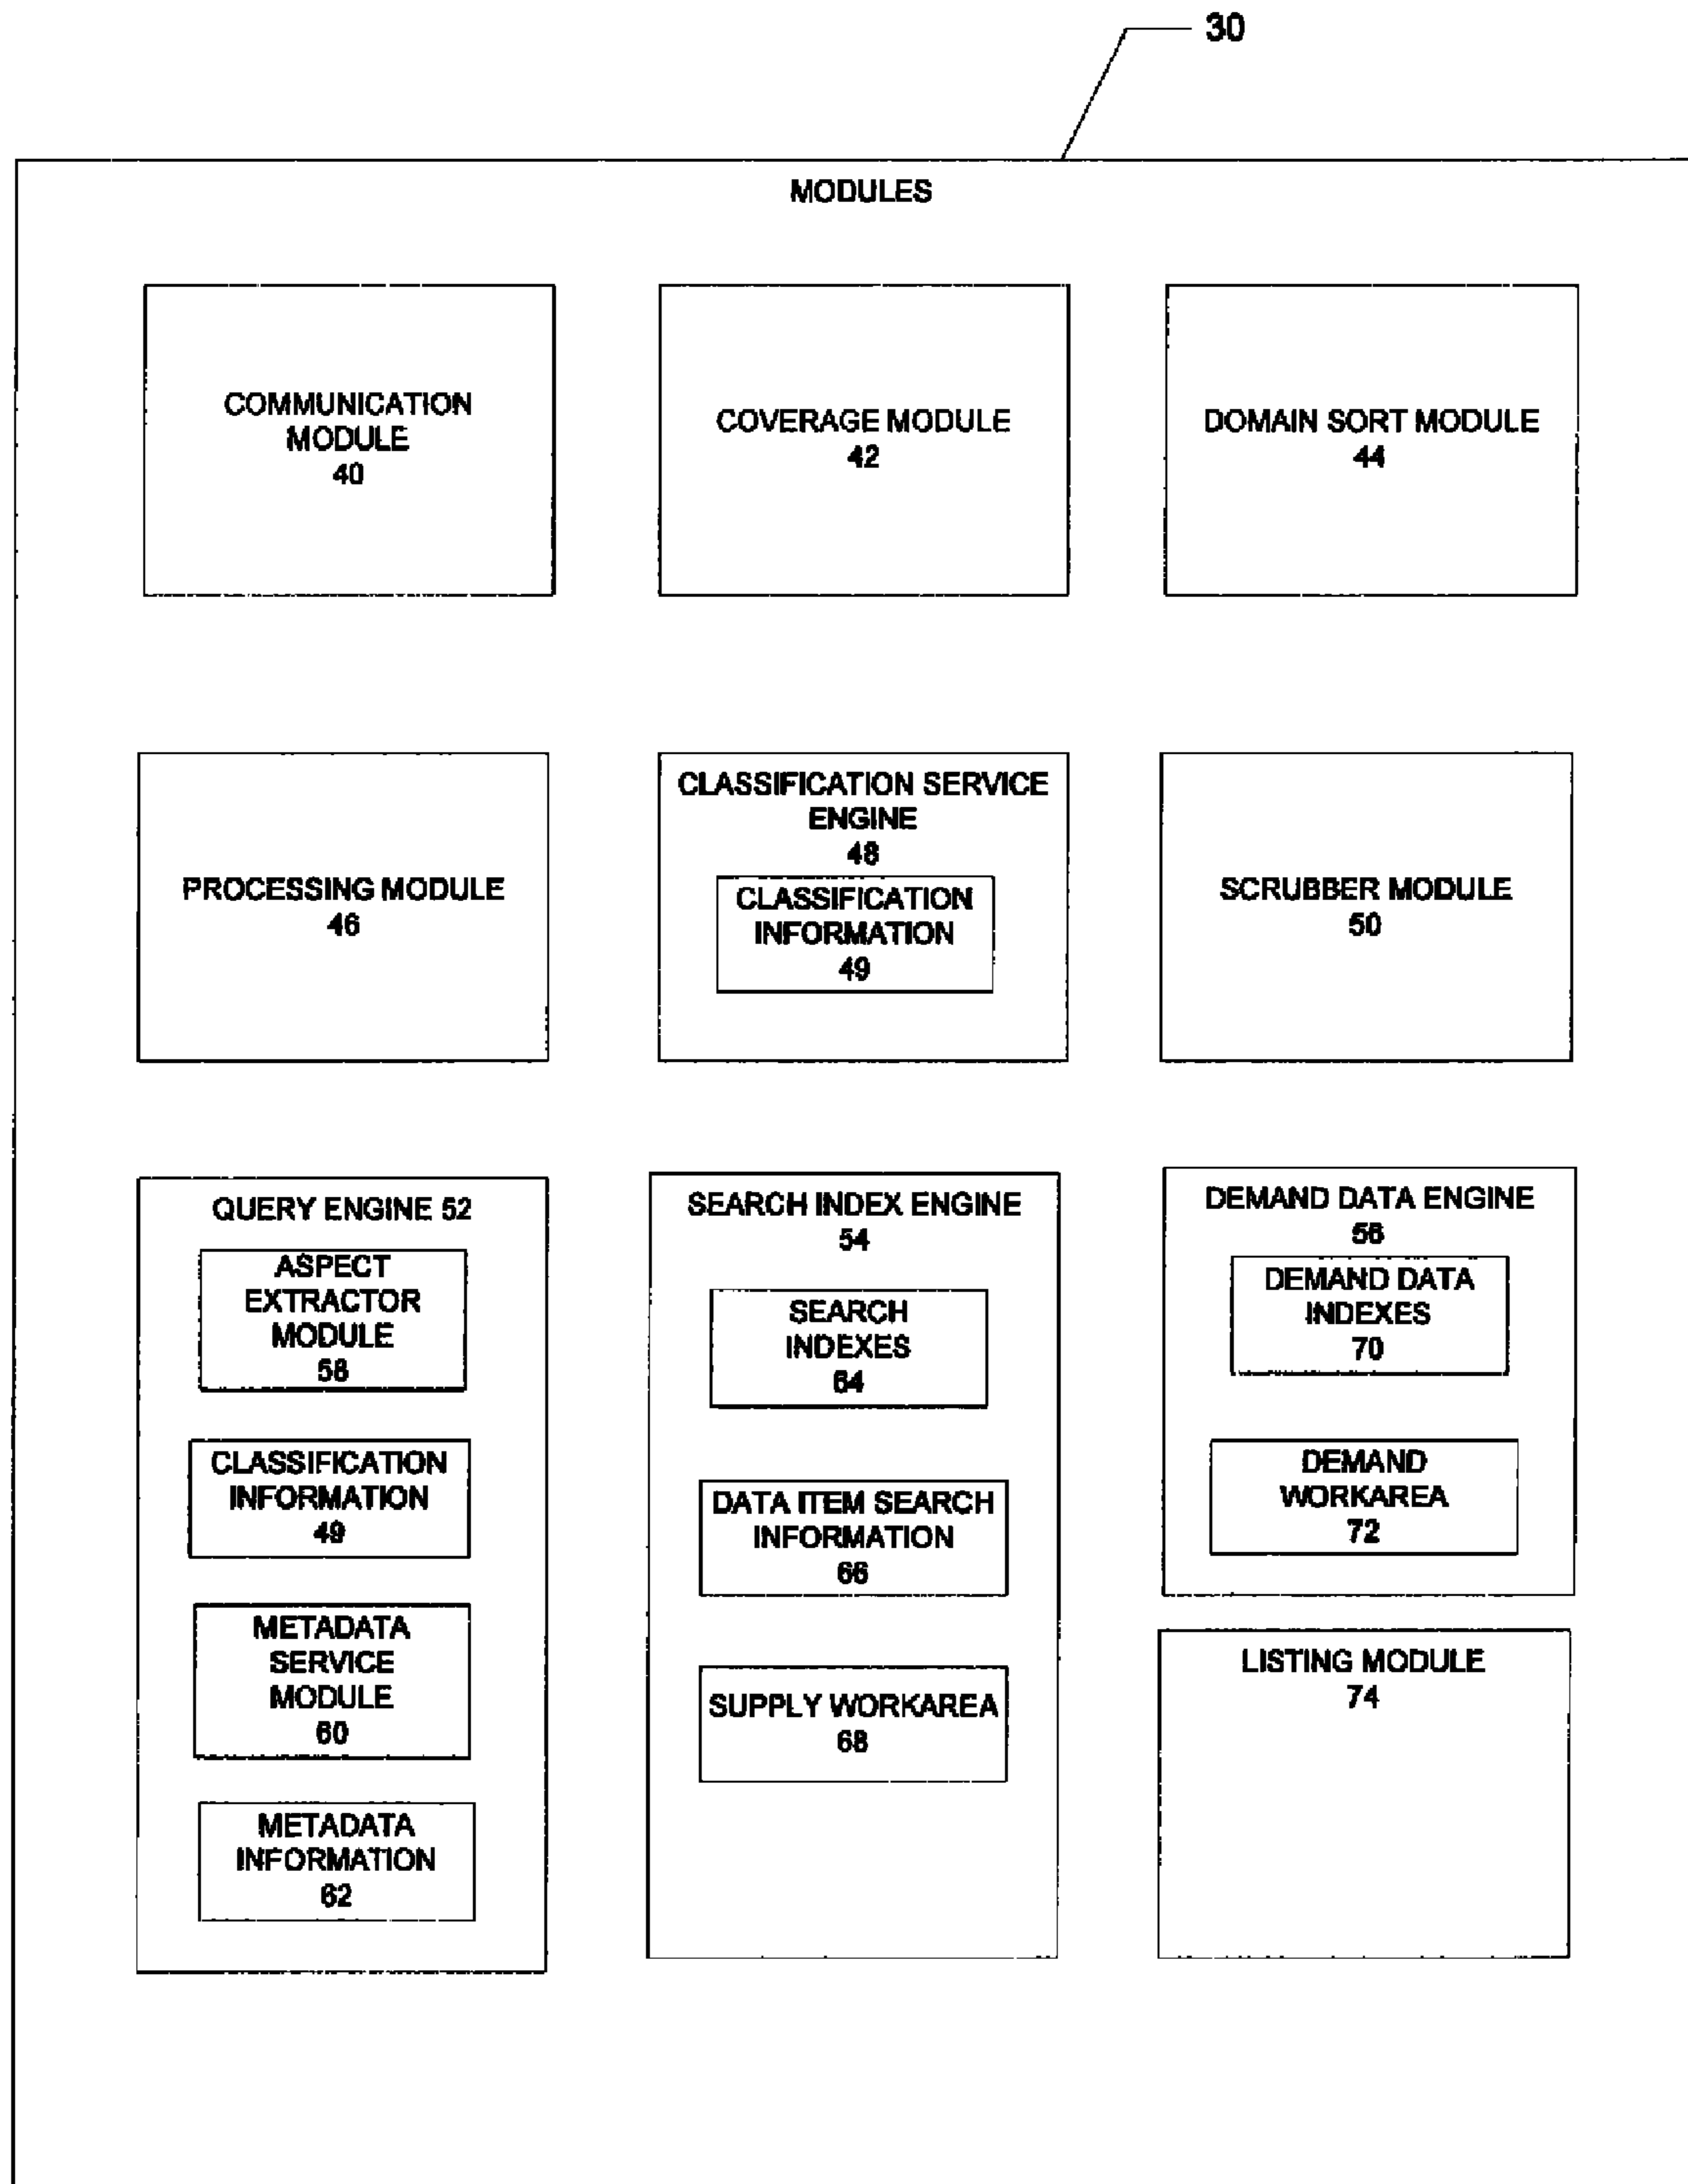 30
MODULES
COMMUNICATION
MODULE
40
COVERAGE MODULE
42
DOMAIN SORT MODULE
44
PROCESSING MODULE
46
CLASSIFICATION SERVICE
ENGINE
48
CLASSIFICATION
INFORMATION
49
SCRUBBER MODULE
50
QUERY ENGINE 52
ASPECT
EXTRACTOR
MODULE
58
CLASSIFICATION
INFORMATION
49
METADATA
SERVICE
MODULE
60
METADATA
INFORMATION
62
SEARCH INDEX ENGINE
54
SEARCH
INDEXES
64
DATA ITEM SEARCH
INFORMATION
66
SUPPLY WORKAREA
68
DEMAND DATA ENGINE
56
DEMAND DATA
INDEXES
70
DEMAND
WORKAREA
72
LISTING MODULE
74